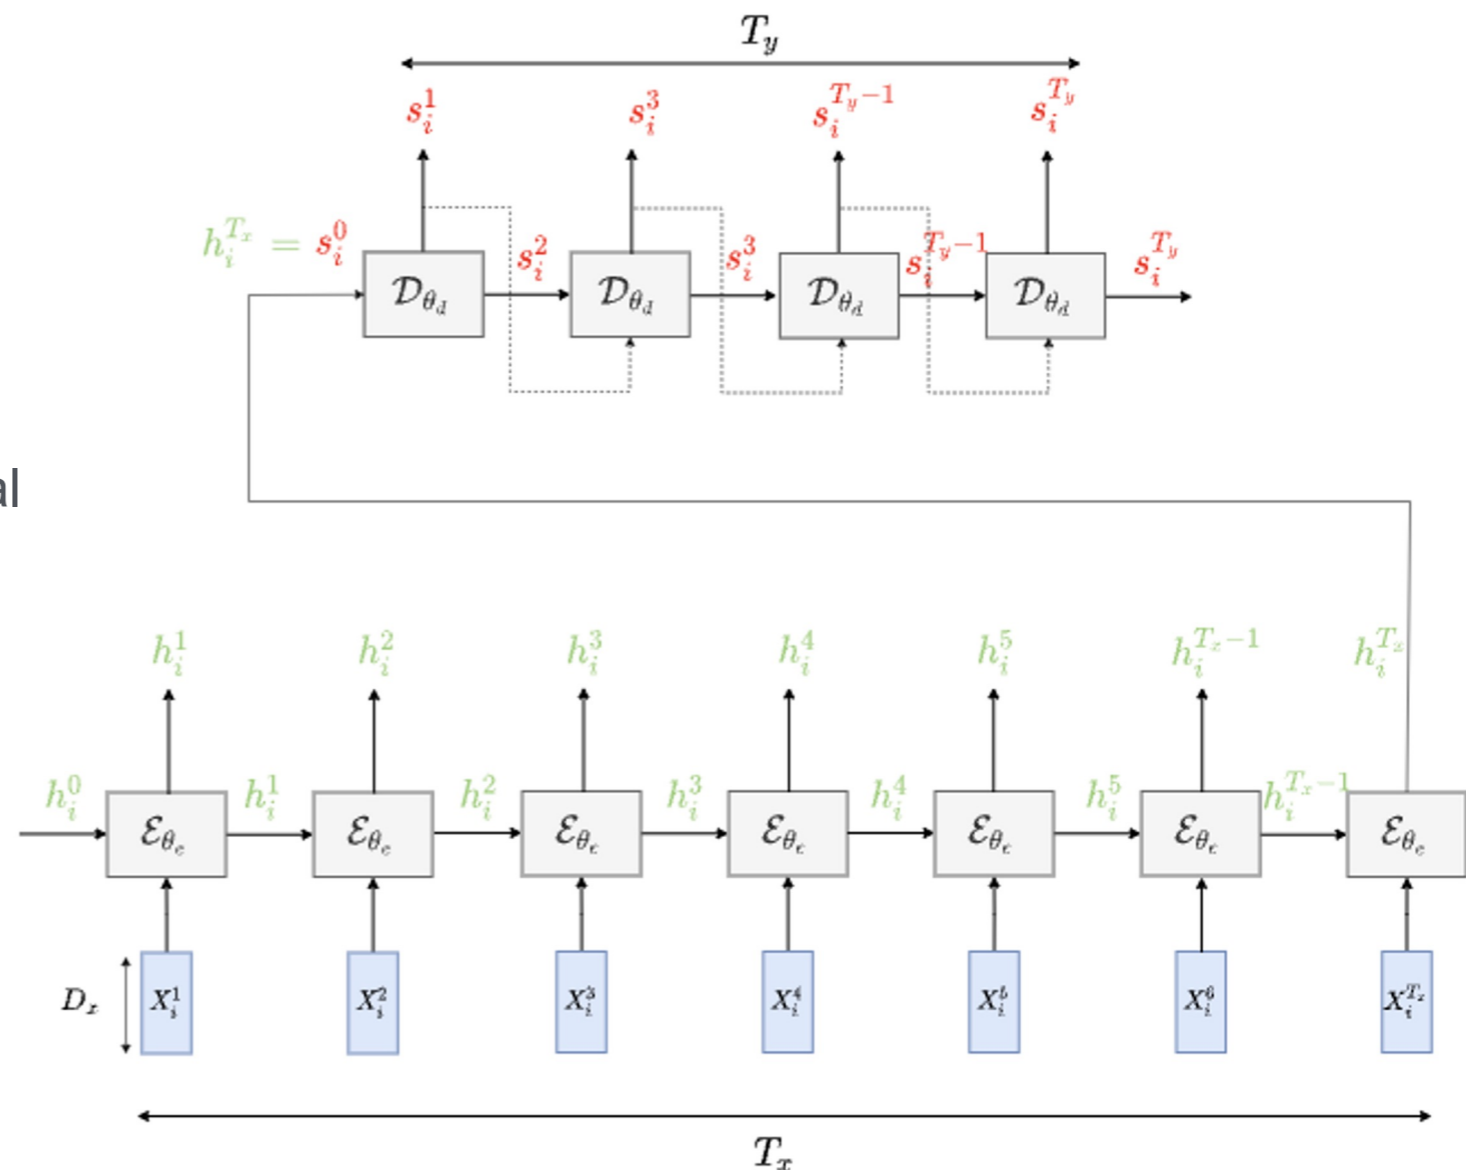 T_y
s_i^1 s_i^3 s_i^{T_y-1} s_i^{T_y}
h_i^{T_x} = s_i^0 s_i^2 s_i^3 s_i^{T_y-1} s_i^{T_y}
𝒟_{θ_d} 𝒟_{θ_d} 𝒟_{θ_d} 𝒟_{θ_d}
al
h_i^1 h_i^2 h_i^3 h_i^4 h_i^5 h_i^{T_x-1} h_i^{T_x}
h_i^0 h_i^1 h_i^2 h_i^3 h_i^4 h_i^5 h_i^{T_x-1}
ℰ_{θ_e} ℰ_{θ_e} ℰ_{θ_e} ℰ_{θ_e} ℰ_{θ_e} ℰ_{θ_e} ℰ_{θ_e}
D_x X_i^1 X_i^2 X_i^3 X_i^4 X_i^5 X_i^6 X_i^{T_x}
T_x